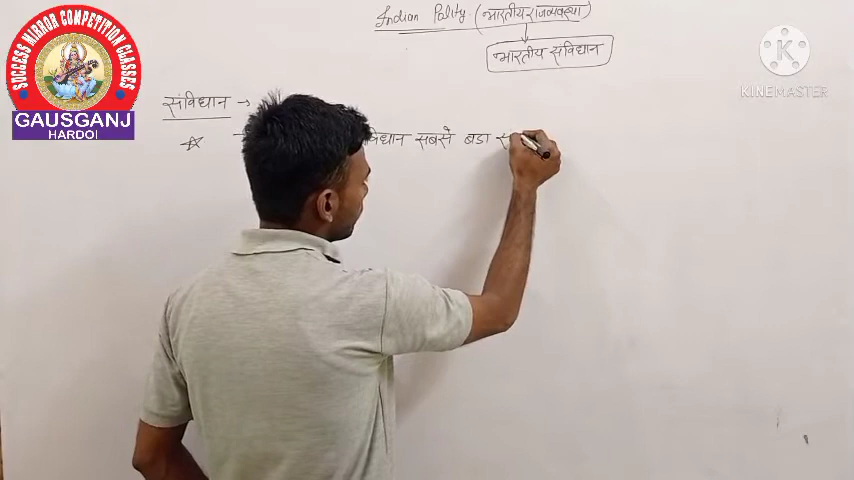 SUCCESS MIRROR COMPETITION CLASSES
GAUSGANJ
HARDOI
Indian Polity (भारतीय राजव्यवस्था)
भारतीय संविधान
संविधान →
सबसे बडा
KINEMASTER